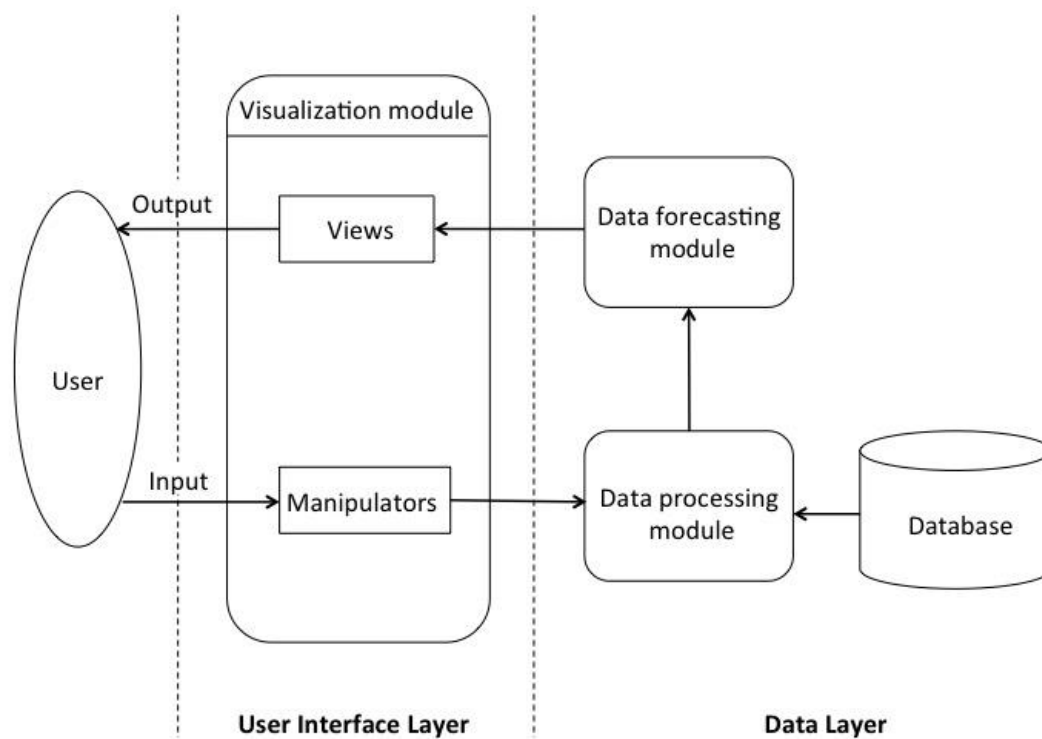 Visualization module
Output
Views
Data forecasting
module
User
Input
Manipulators
Data processing
module
Database
User Interface Layer
Data Layer